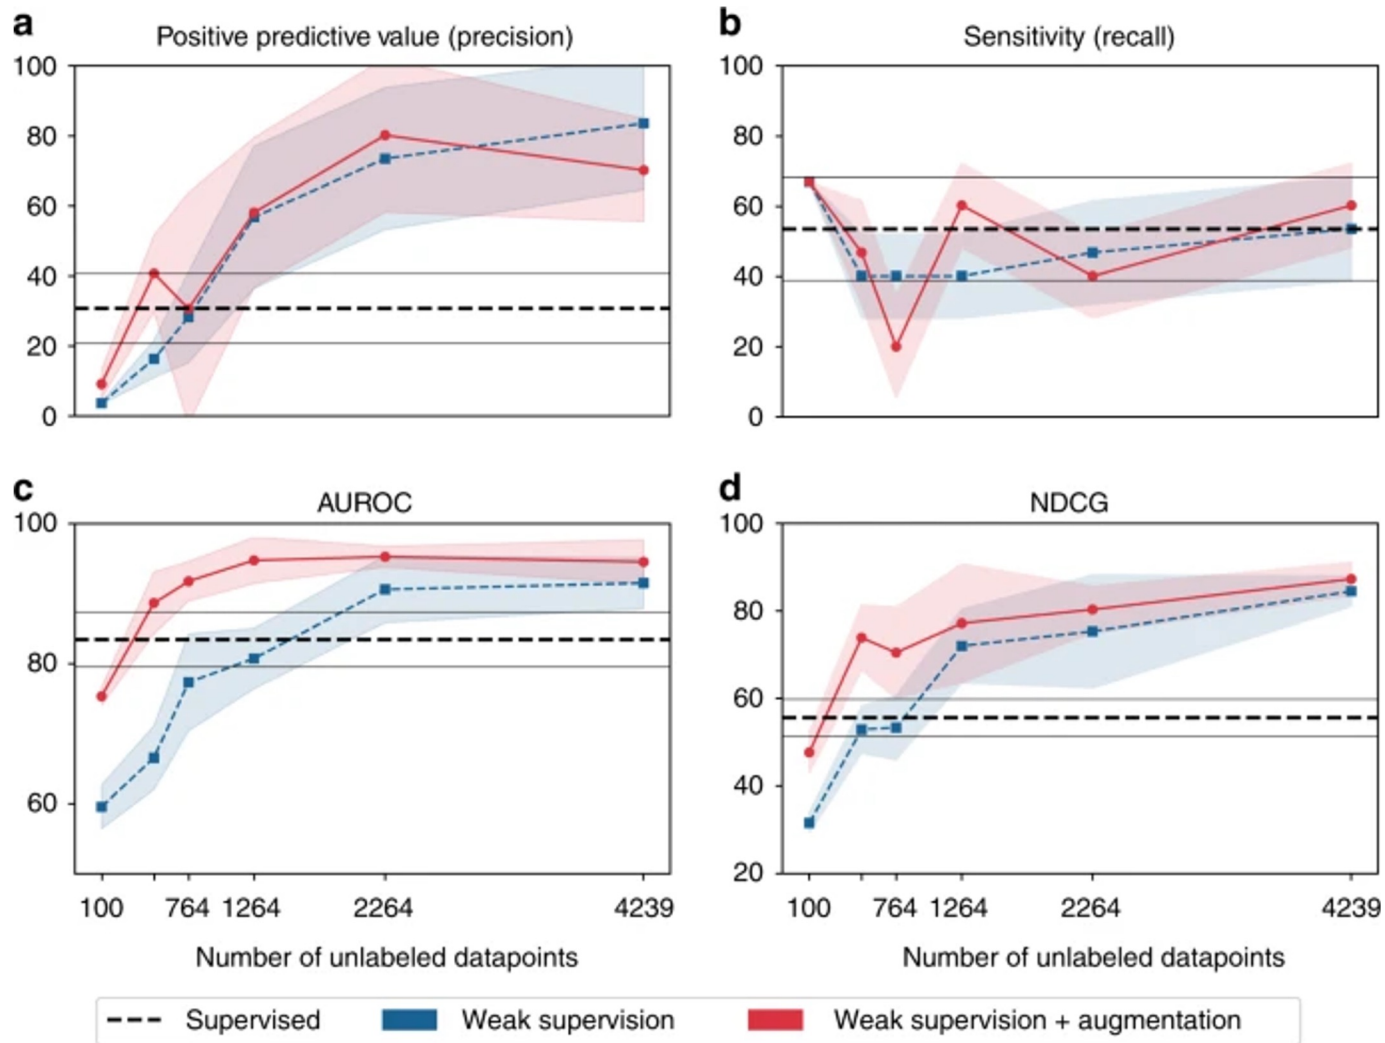 a
Positive predictive value (precision)
100
80
60
40
20
0
b
Sensitivity (recall)
100
80
60
40
20
0
c
AUROC
100
80
60
100 764 1264 2264 4239
Number of unlabeled datapoints
d
NDCG
100
80
60
40
20
100 764 1264 2264 4239
Number of unlabeled datapoints
Supervised Weak supervision Weak supervision + augmentation